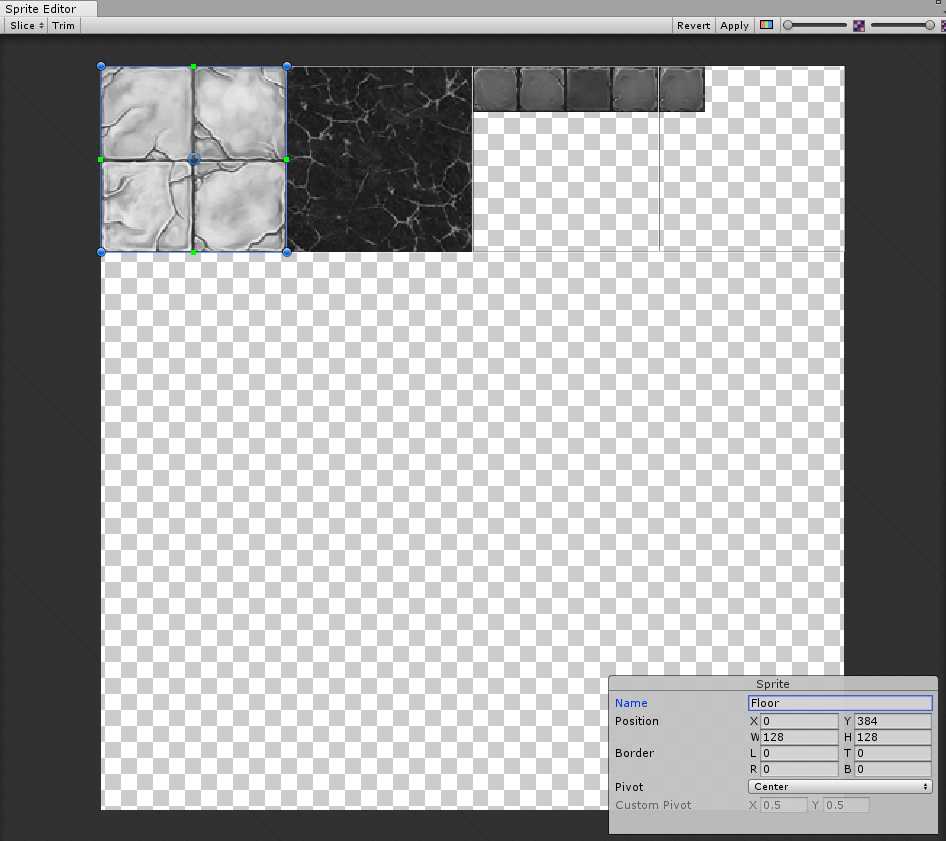 Sprite Editor
Slice Trim Revert Apply
Sprite
Name Floor
Position X 0 Y 384
W 128 H 128
Border L 0 T 0
R 0 B 0
Pivot Center
Custom Pivot X 0.5 Y 0.5